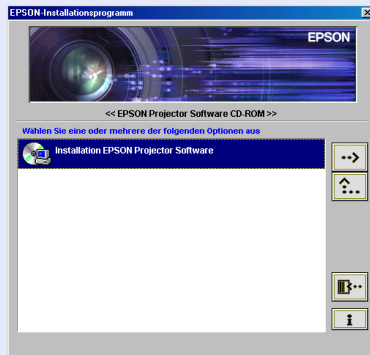 EPSON-Installationsprogramm
EPSON
<< EPSON Projector Software CD-ROM >>
Wählen Sie eine oder mehrere der folgenden Optionen aus
Installation EPSON Projector Software